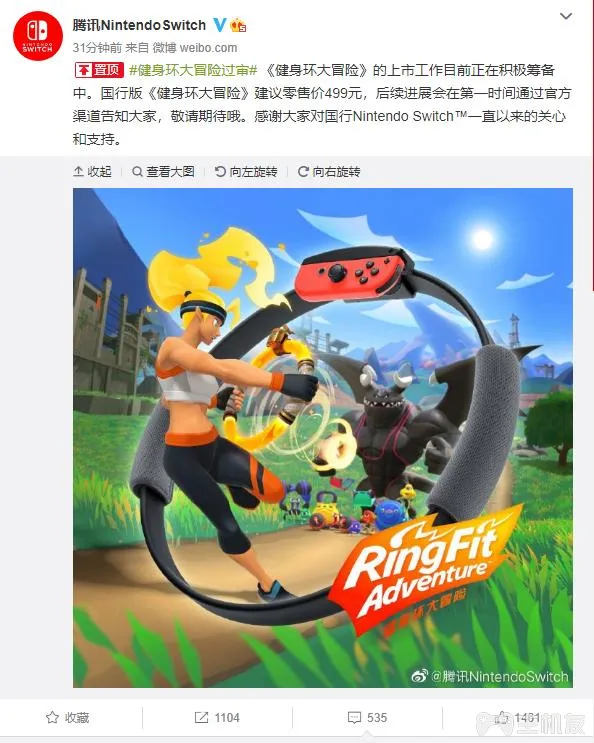 腾讯Nintendo Switch
NINTENDO
SWITCH
31分钟前 来自 微博 weibo.com
置顶 #健身环大冒险过审# 《健身环大冒险》的上市工作目前正在积极筹备
中。国行版《健身环大冒险》建议零售价499元，后续进展会在第一时间通过官方
渠道告知大家，敬请期待哦。感谢大家对国行Nintendo Switch™一直以来的关心
和支持。
收起 查看大图 向左旋转 向右旋转
RingFit
Adventure™
健身环大冒险
@腾讯NintendoSwitch
收藏 1104 535 1461
主机友